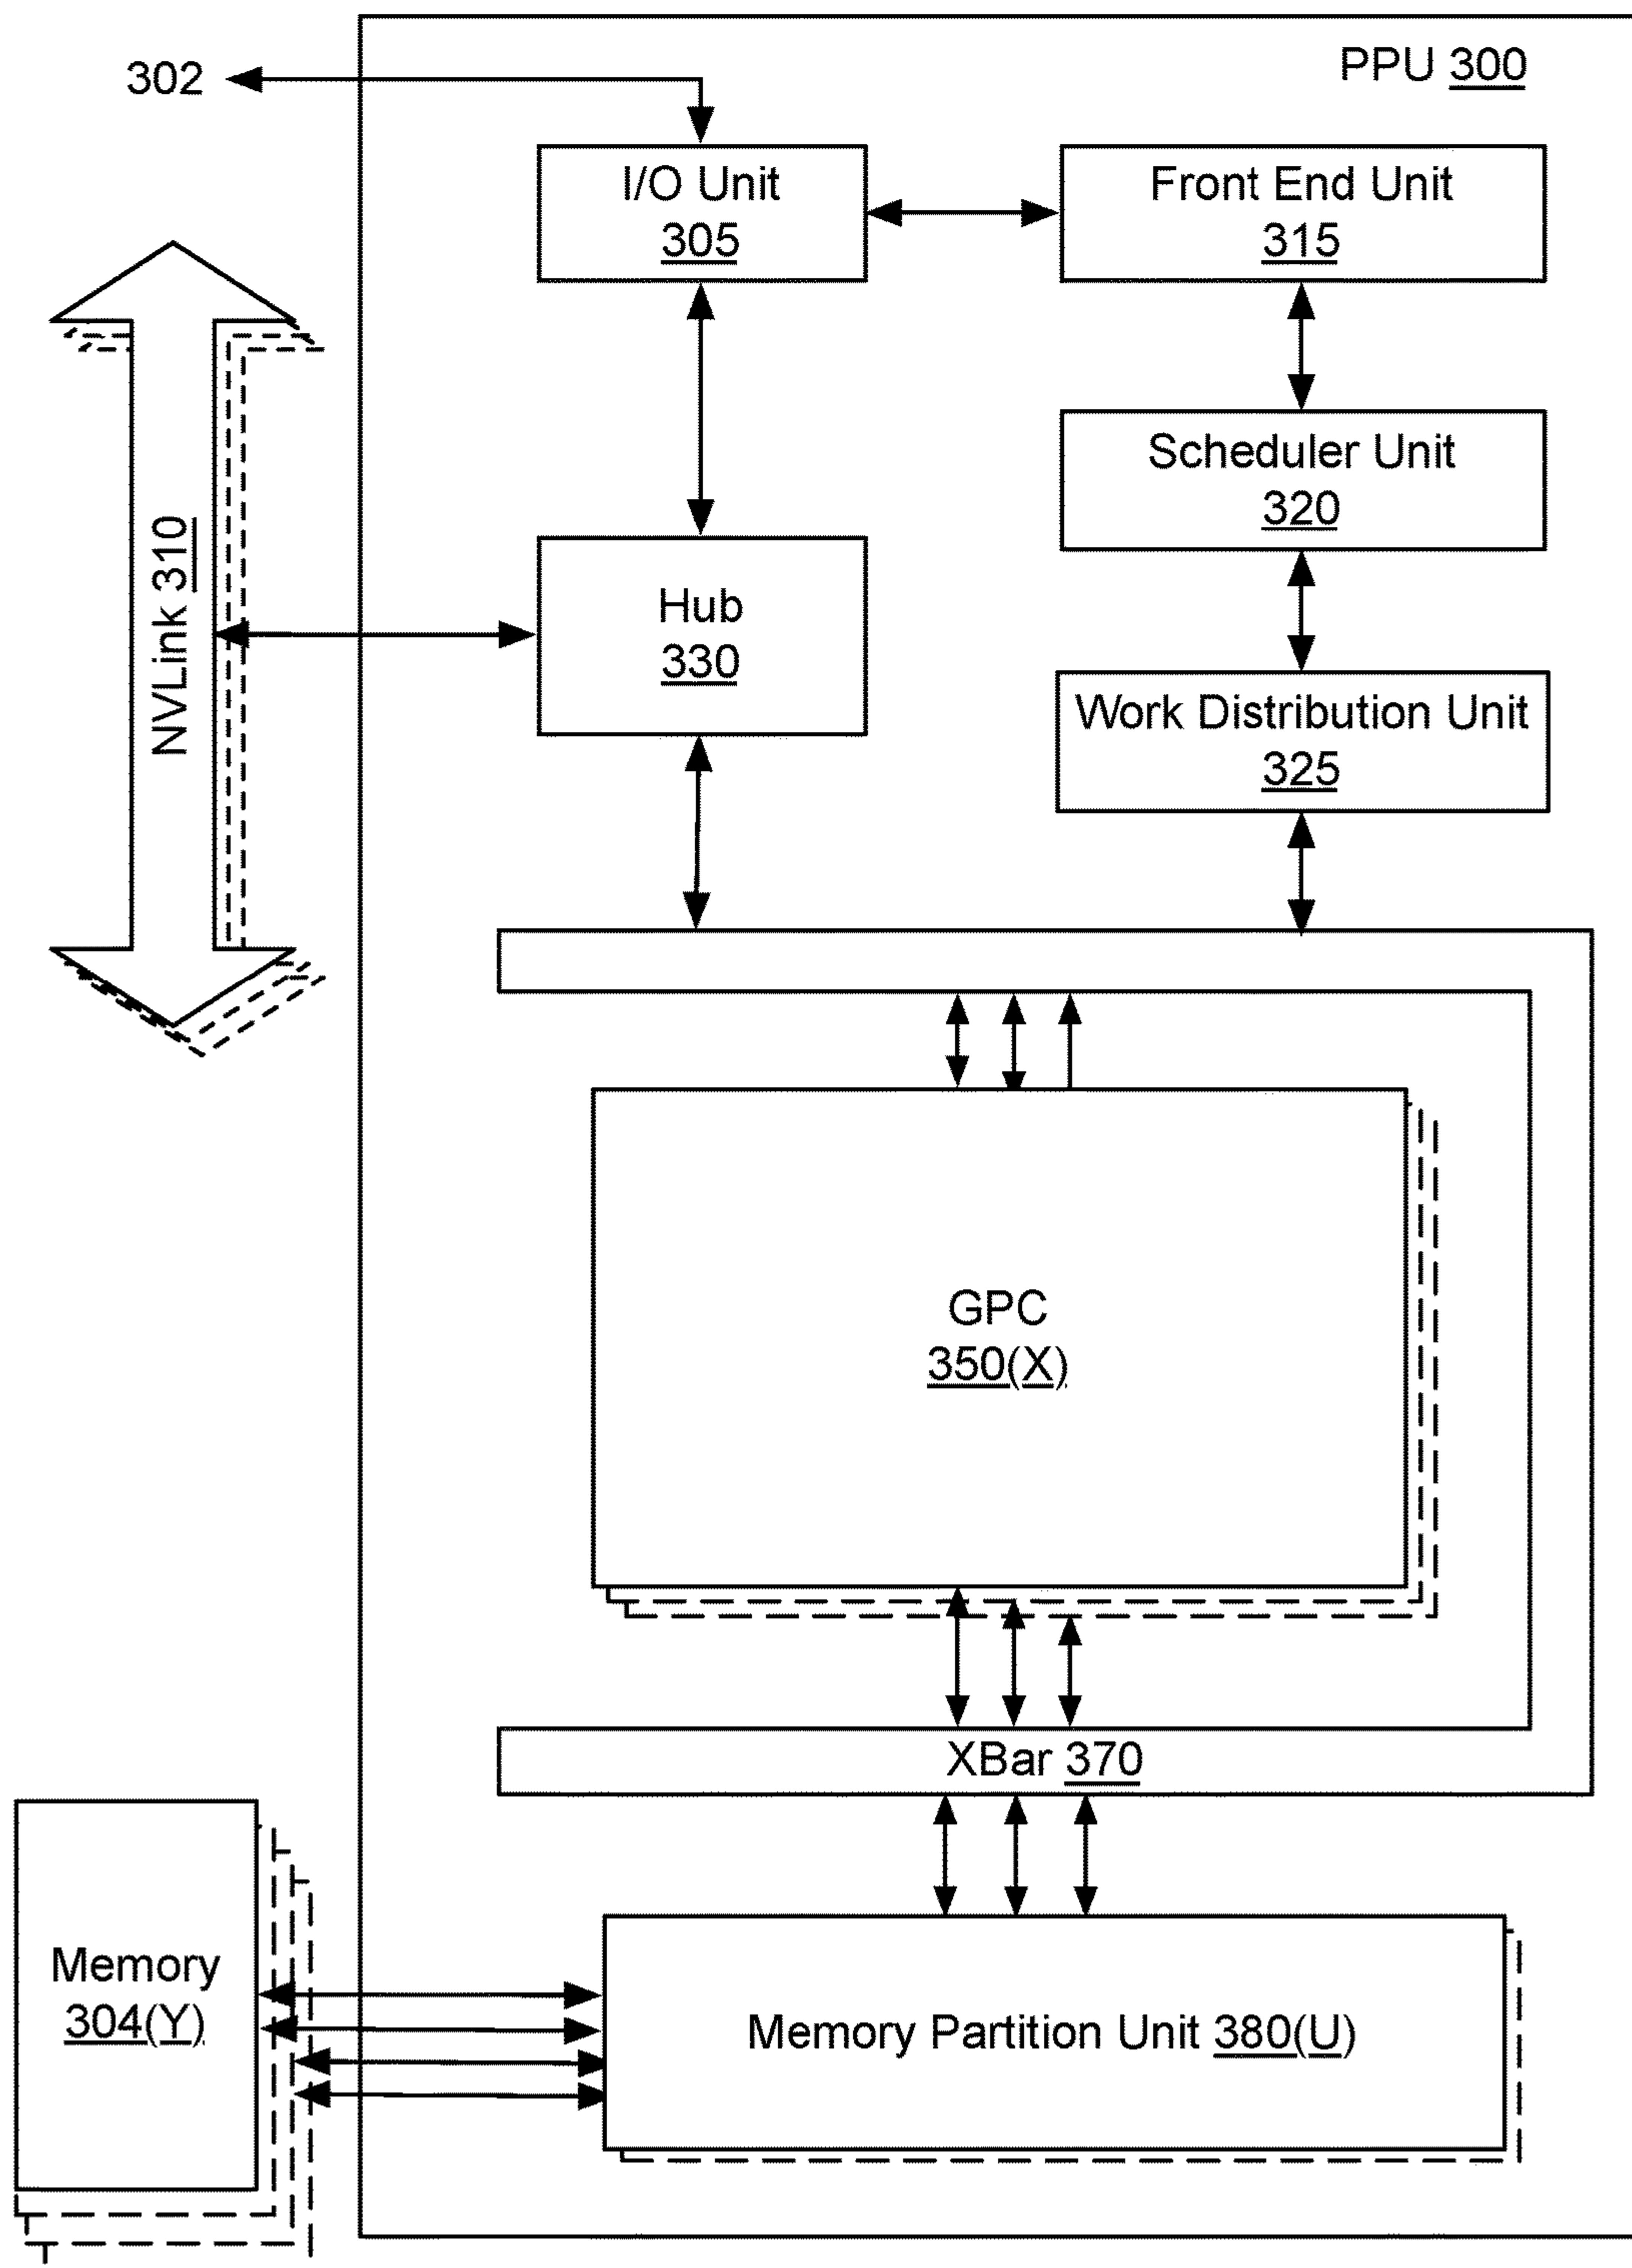 PPU 300
302
I/O Unit
305
Front End Unit
315
Scheduler Unit
320
NVLink 310
Hub
330
Work Distribution Unit
325
GPC
350(X)
XBar 370
Memory
304(Y)
Memory Partition Unit 380(U)